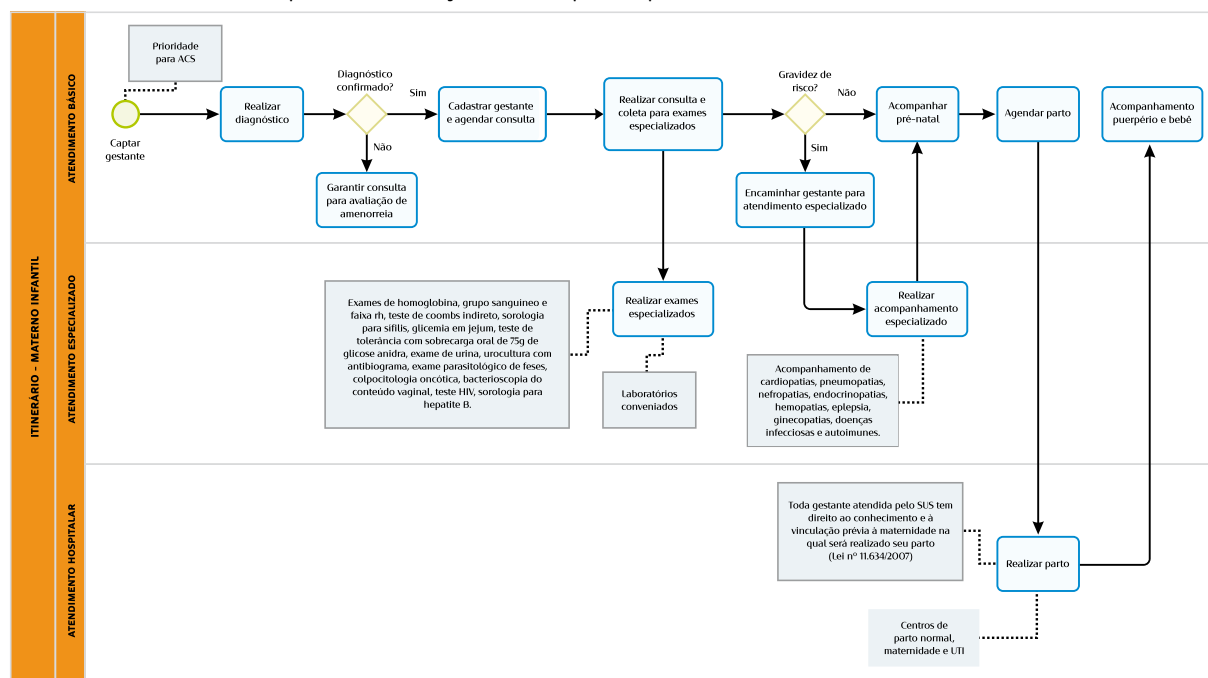 ITINERÁRIO – MATERNO INFANTIL
ATENDIMENTO BÁSICO
Prioridade
para ACS
Captar
gestante
Realizar
diagnóstico
Diagnóstico
confirmado?
Sim
Não
Garantir consulta
para avaliação de
amenorreia
Cadastrar gestante
e agendar consulta
Realizar consulta e
coleta para exames
especializados
Gravidez de
risco?
Não
Sim
Encaminhar gestante para
atendimento especializado
Acompanhar
pré-natal
Agendar parto
Acompanhamento
puerpério e bebê
ATENDIMENTO ESPECIALIZADO
Exames de homoglobina, grupo sanguineo e
faixa rh, teste de coombs indireto, sorologia
para sifilis, glicemia em jejum, teste de
tolerância com sobrecarga oral de 75g de
glicose anidra, exame de urina, urocultura com
antibiograma, exame parasitológico de feses,
colpocitologia oncótica, bacterioscopia do
conteúdo vaginal, teste HIV, sorologia para
hepatite B.
Realizar exames
especializados
Laboratórios
conveniados
Realizar
acompanhamento
especializado
Acompanhamento de
cardiopatias, pneumopatias,
nefropatias, endocrinopatias,
hemopatias, eplepsia,
ginecopatias, doenças
infecciosas e autoimunes.
ATENDIMENTO HOSPITALAR
Toda gestante atendida pelo SUS tem
direito ao conhecimento e à
vinculação prévia à maternidade na
qual será realizado seu parto
(Lei nº 11.634/2007)
Realizar parto
Centros de
parto normal,
maternidade e UTI